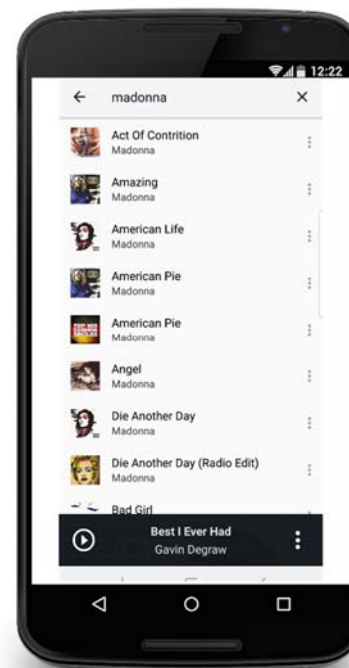 12:22
madonna
Act Of Contrition
Madonna
Amazing
Madonna
American Life
Madonna
American Pie
Madonna
American Pie
Madonna
Angel
Madonna
Die Another Day
Madonna
Die Another Day (Radio Edit)
Madonna
Bad Girl
Best I Ever Had
Gavin Degraw